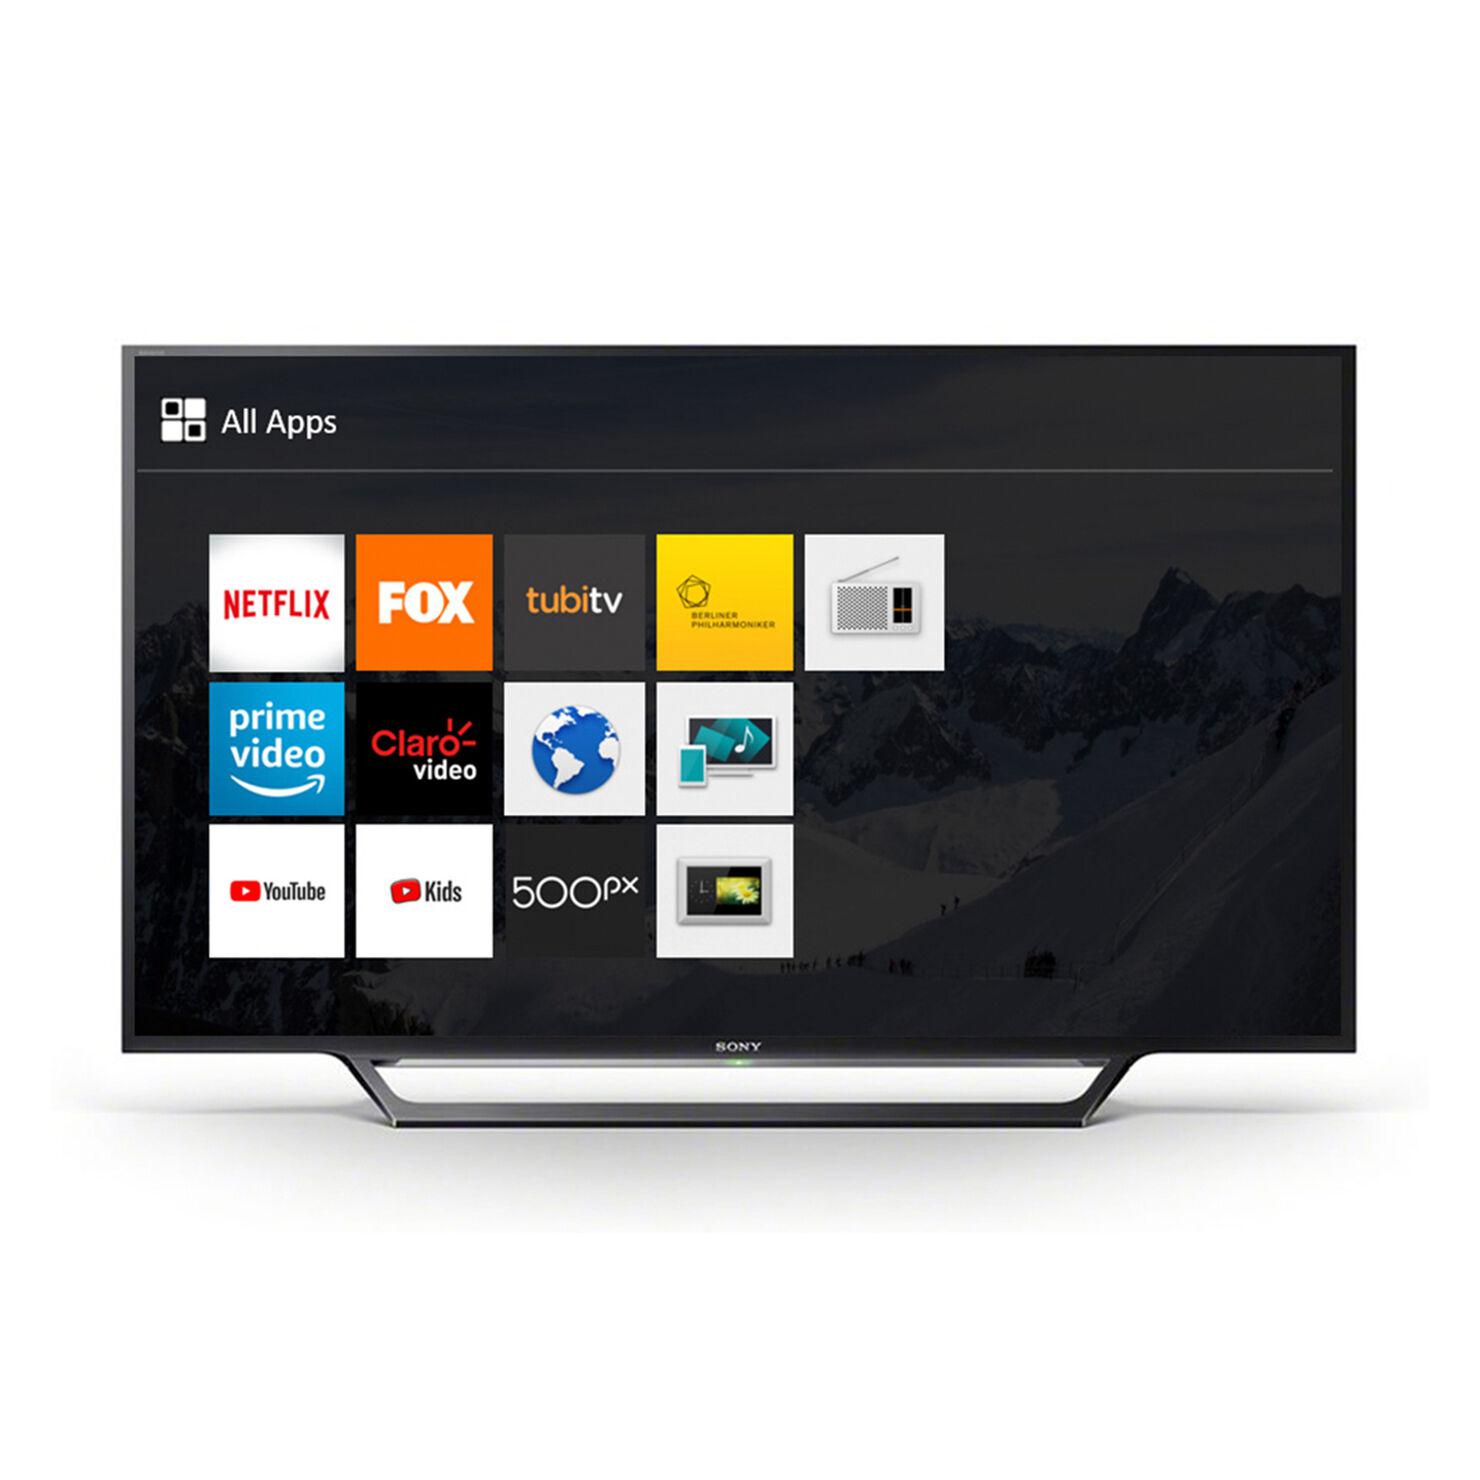 All Apps
NETFLIX
FOX
tubitv
BERLINER
PHILHARMONIKER
prime
video
Claro
video
YouTube
Kids
500px
SONY